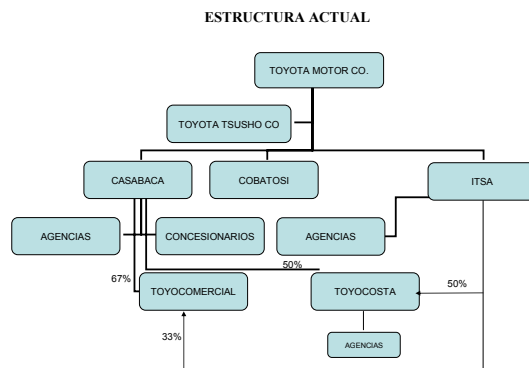 ESTRUCTURA ACTUAL
TOYOTA MOTOR CO.
TOYOTA TSUSHO CO
CASABACA
COBATOSI
ITSA
AGENCIAS
CONCESIONARIOS
AGENCIAS
67%
50%
50%
TOYOCOMERCIAL
TOYOCOSTA
33%
AGENCIAS